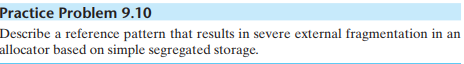 Practice Problem 9.10
Describe a reference pattern that results in severe external fragmentation in an
allocator based on simple segregated storage.